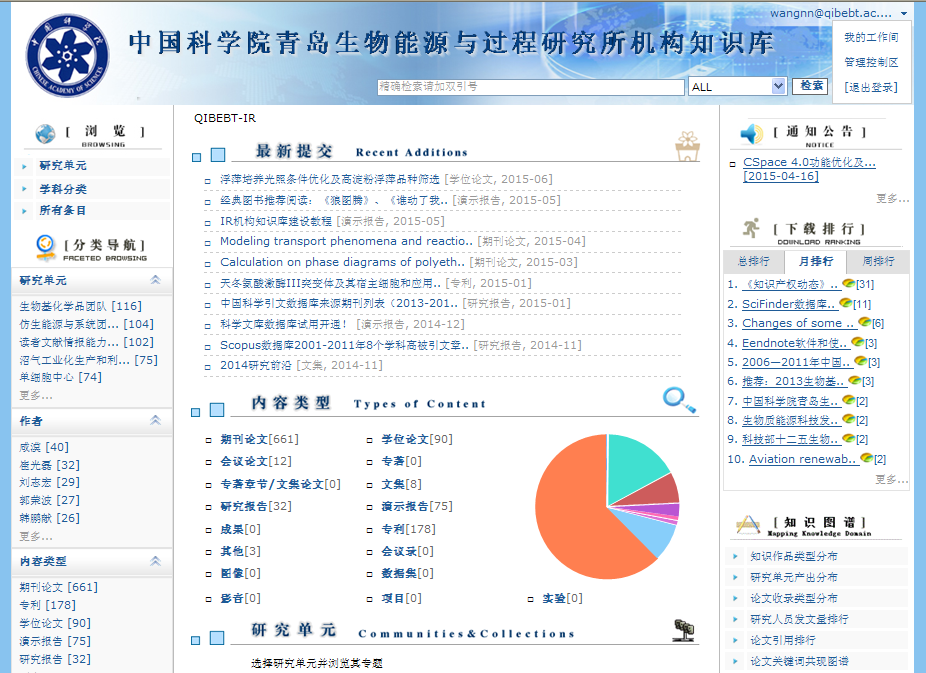 wangnn@qibebt.ac....
我的工作间
管理控制区
[退出登录]
中国科学院青岛生物能源与过程研究所机构知识库
精确检索请加双引号
ALL
检索
CHINESE ACADEMY OF SCIENCES
[ 浏 览 ]
BROWSING
研究单元
学科分类
所有条目
[分类导航]
FACETED BROWSING
研究单元
生物基化学品团队 [116]
仿生能源与系统团... [104]
读者文献情报能力... [102]
沼气工业化生产和利... [75]
单细胞中心 [74]
更多...
作者
咸漠 [40]
崔光磊 [32]
刘志宏 [29]
郭荣波 [27]
韩鹏献 [26]
更多...
内容类型
期刊论文 [661]
专利 [178]
学位论文 [90]
演示报告 [75]
研究报告 [32]
QIBEBT-IR
最新提交 Recent Additions
浮萍培养光照条件优化及高淀粉浮萍品种筛选 [学位论文, 2015-06]
经典图书推荐阅读：《狼图腾》、《谁动了我.. [演示报告, 2015-05]
IR机构知识库建设教程 [演示报告, 2015-05]
Modeling transport phenomena and reactio.. [期刊论文, 2015-04]
Calculation on phase diagrams of polyeth.. [期刊论文, 2015-03]
天冬氨酸激酶III突变体及其宿主细胞和应用.. [专利, 2015-01]
中国科学引文数据库来源期刊列表（2013-201.. [研究报告, 2015-01]
科学文库数据库试用开通！ [演示报告, 2014-12]
Scopus数据库2001-2011年8个学科高被引文章.. [研究报告, 2014-11]
2014研究前沿 [文集, 2014-11]
内容类型 Types of Content
期刊论文[661] 学位论文[90]
会议论文[12] 专著[0]
专著章节/文集论文[0] 文集[8]
研究报告[32] 演示报告[75]
成果[0] 专利[178]
其他[3] 会议录[0]
图像[0] 数据集[0]
影音[0] 项目[0] 实验[0]
研究单元 Communities&Collections
选择研究单元并浏览其专题
[ 通知公告 ]
NOTICE
CSpace 4.0功能优化及...
[2015-04-16]
更多...
[ 下载排行 ]
DOWNLOAD RANKING
总排行 月排行 周排行
1. 《知识产权动态》.. [31]
2. SciFinder数据库.. [11]
3. Changes of some .. [6]
4. Eendnote软件和使.. [3]
5. 2006—2011年中国.. [3]
6. 推荐：2013生物基.. [3]
7. 中国科学院青岛生.. [2]
8. 生物质能源科技发.. [2]
9. 科技部十二五生物.. [2]
10. Aviation renewab.. [2]
更多...
[ 知识图谱 ]
Mapping Knowledge Domain
知识作品类型分布
研究单元产出分布
论文收录类型分布
研究人员发文量排行
论文引用排行
论文关键词共现图谱